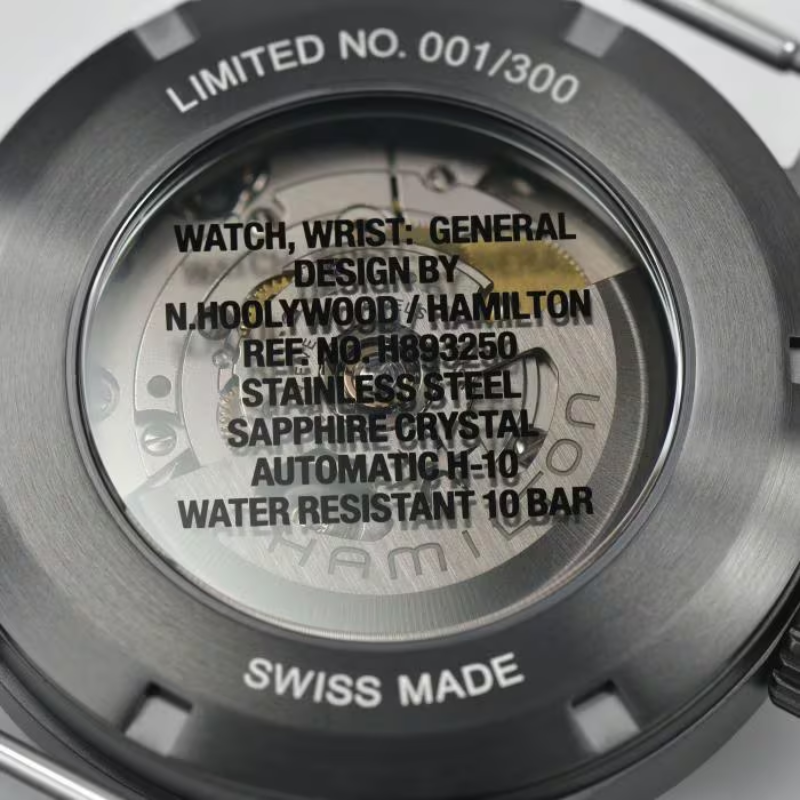 LIMITED NO. 001/300
WATCH, WRIST: GENERAL
DESIGN BY
N.HOOLYWOOD / HAMILTON
REF. NO. H893250
STAINLESS STEEL
SAPPHIRE CRYSTAL
AUTOMATIC H-10
WATER RESISTANT 10 BAR
HAMILTON
SWISS MADE